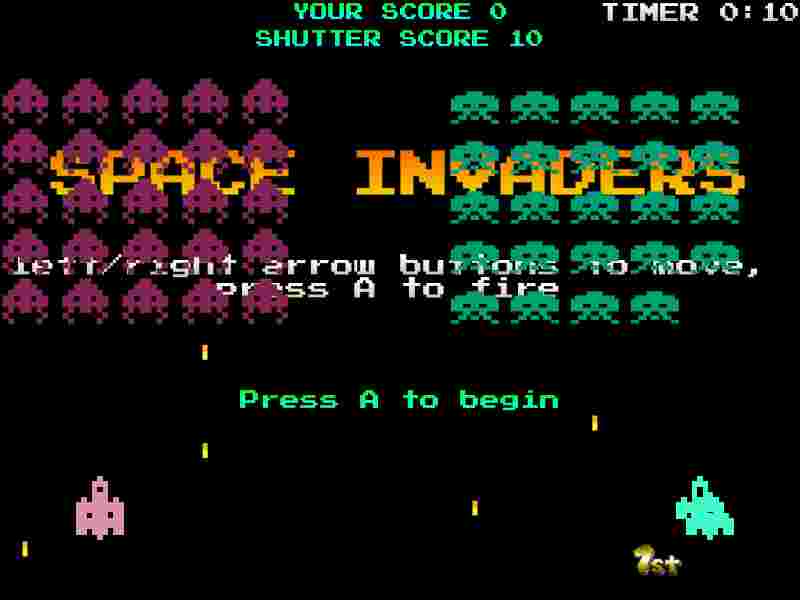 YOUR SCORE 0
TIMER 0:10
SHUTTER SCORE 10
SPACE INVADERS
left/right arrow buttons to move,
press A to fire
Press A to begin
1st